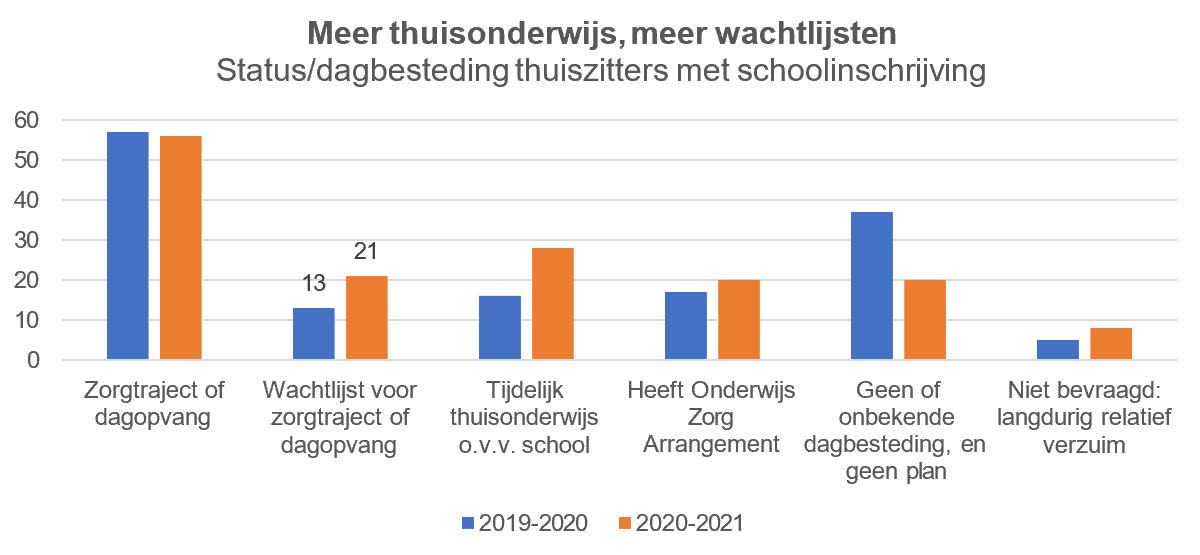 Meer thuisonderwijs, meer wachtlijsten
Status/dagbesteding thuiszitters met schoolinschrijving
60
50
40
30
20
10
0
13
21
Zorgtraject of
dagopvang
Wachtlijst voor
zorgtraject of
dagopvang
Tijdelijk
thuisonderwijs
o.v.v. school
Heeft Onderwijs
Zorg
Arrangement
Geen of
onbekende
dagbesteding, en
geen plan
Niet bevraagd:
langdurig relatief
verzuim
2019-2020
2020-2021